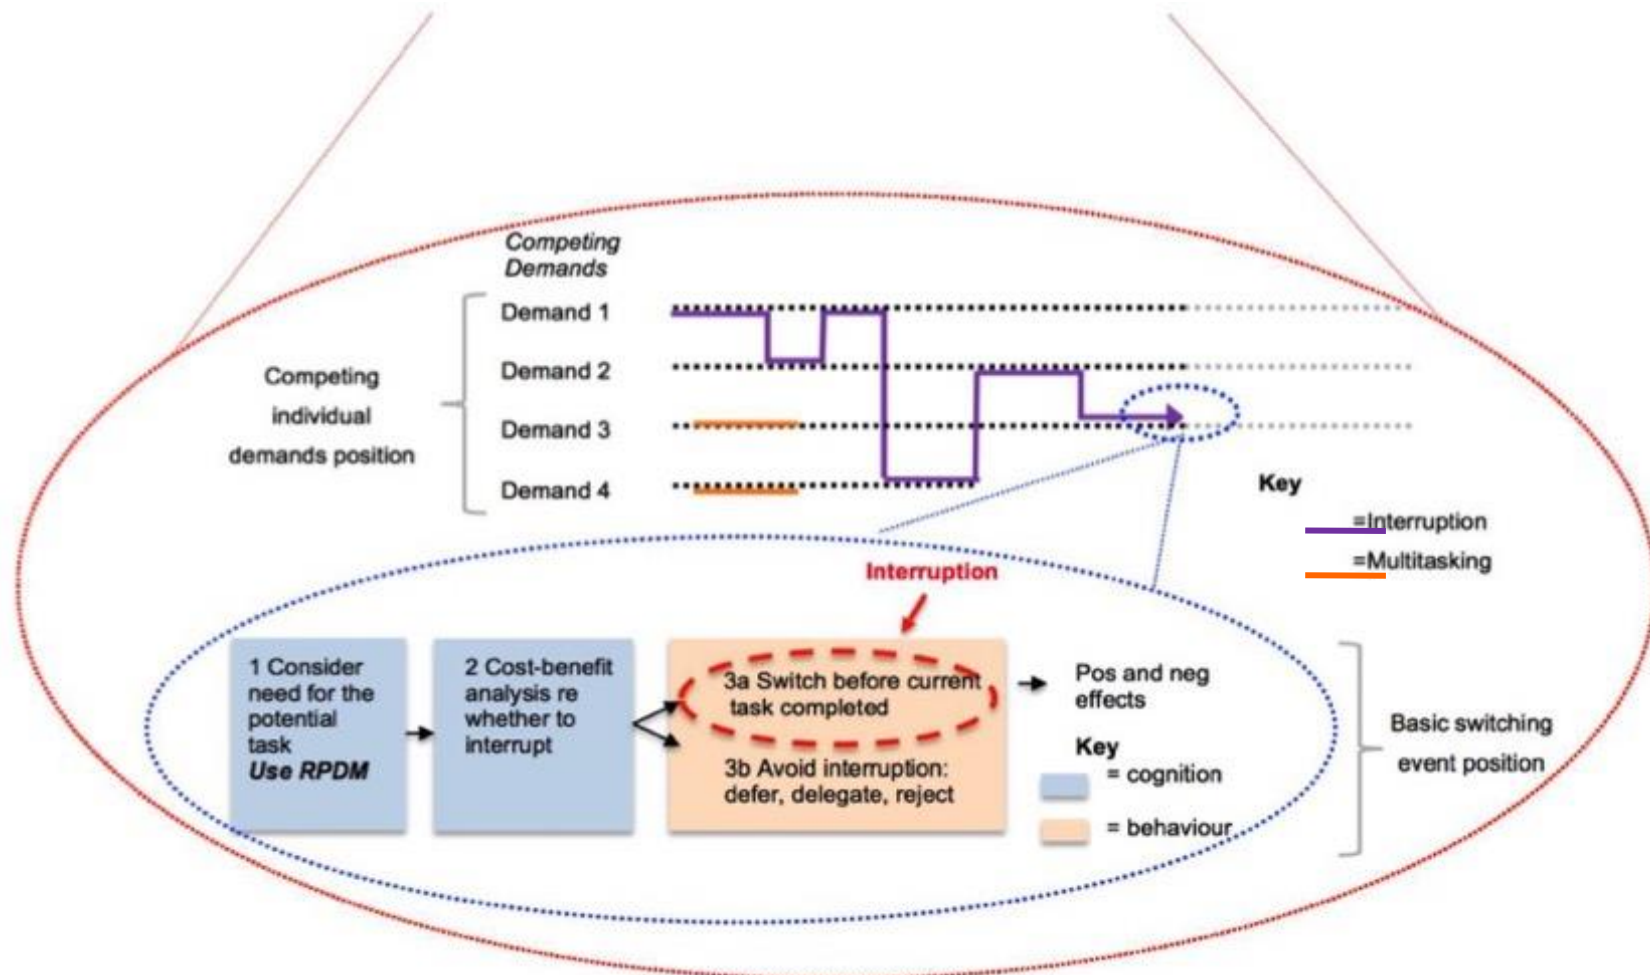 Competing
Demands
Demand 1
Demand 2
Demand 3
Demand 4
Competing
individual
demands position
Key
=Interruption
=Multitasking
Interruption
1 Consider
need for the
potential
task
Use RPDM
2 Cost-benefit
analysis re
whether to
interrupt
3a Switch before current
task completed
3b Avoid interruption:
defer, delegate, reject
Pos and neg
effects
Key
= cognition
= behaviour
Basic switching
event position